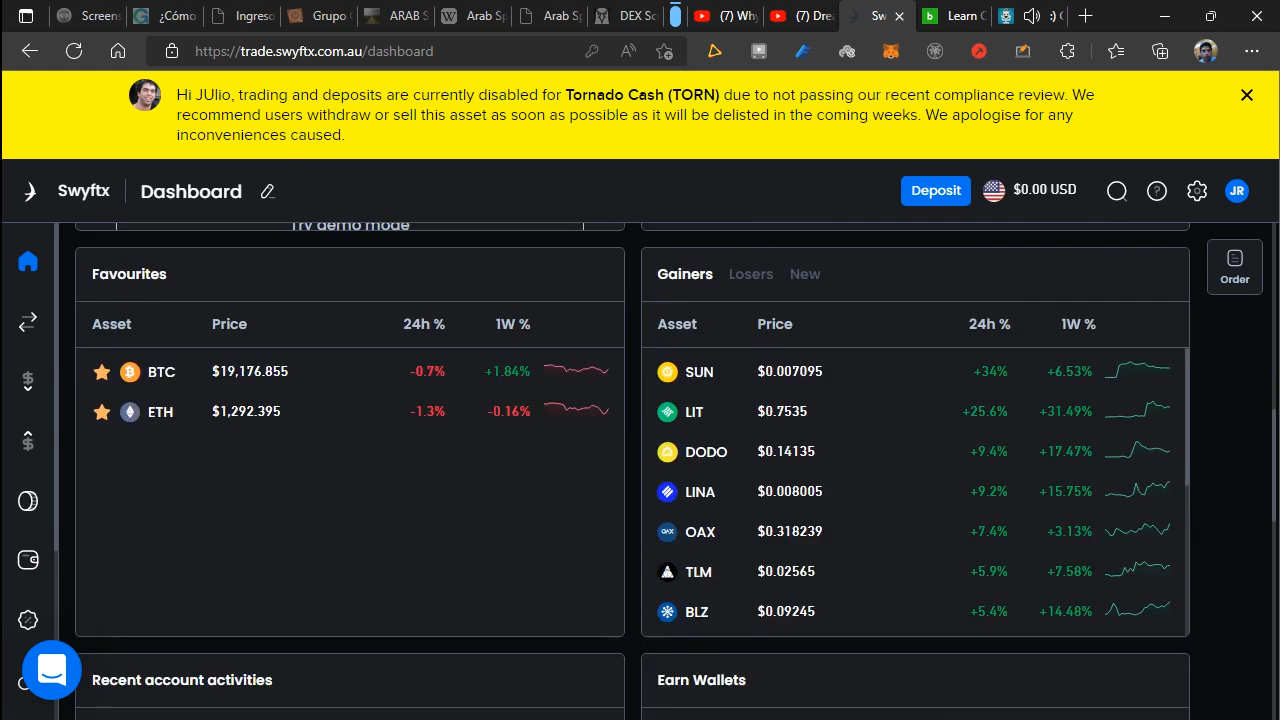 Screens
¿Cómo
Ingreso
Grupo
ARAB S
Arab Sp
Arab Sp
DEX Sc
(7) Why
(7) Drea
Sw
Learn C
:)
https://trade.swyftx.com.au/dashboard
Hi JUlio, trading and deposits are currently disabled for Tornado Cash (TORN) due to not passing our recent compliance review. We
recommend users withdraw or sell this asset as soon as possible as it will be delisted in the coming weeks. We apologise for any
inconveniences caused.
Swyftx
Dashboard
Deposit
$0.00 USD
JR
Try demo mode
Order
Favourites
Asset Price 24h % 1W %
BTC $19,176.855 -0.7% +1.84%
ETH $1,292.395 -1.3% -0.16%
Gainers Losers New
Asset Price 24h % 1W %
SUN $0.007095 +34% +6.53%
LIT $0.7535 +25.6% +31.49%
DODO $0.14135 +9.4% +17.47%
LINA $0.008005 +9.2% +15.75%
OAX $0.318239 +7.4% +3.13%
TLM $0.02565 +5.9% +7.58%
BLZ $0.09245 +5.4% +14.48%
Recent account activities
Earn Wallets